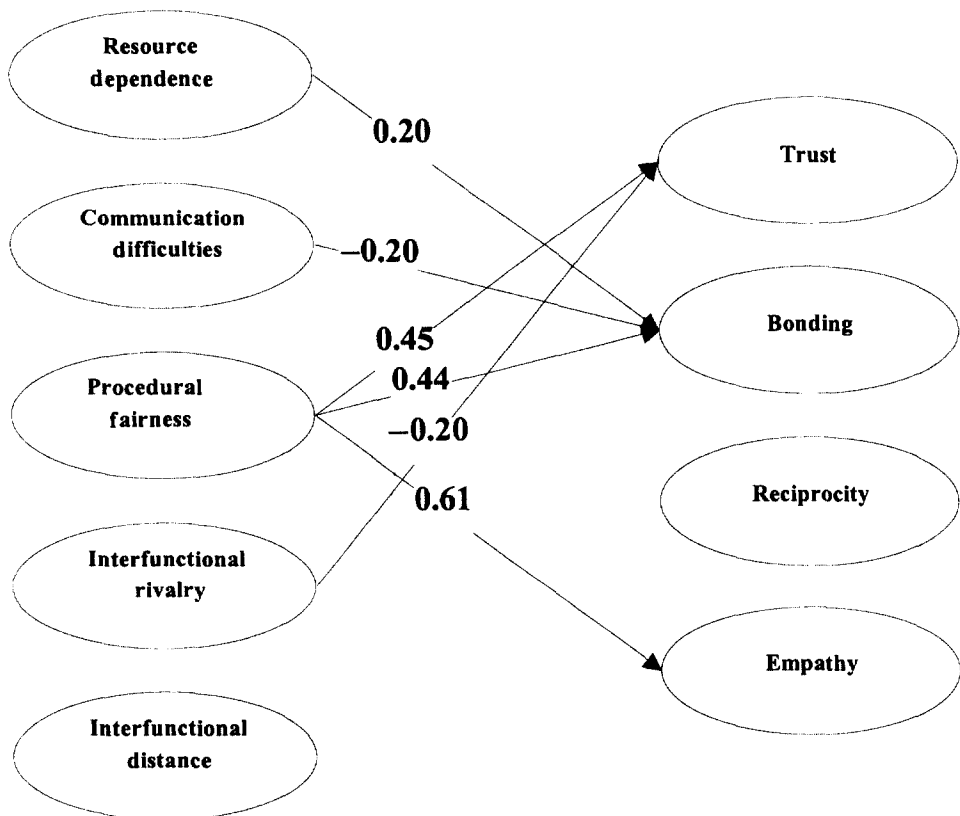 Resource
dependence
0.20
Trust
Communication
difficulties
−0.20
Bonding
0.45
Procedural
fairness
0.44
−0.20
0.61
Reciprocity
Interfunctional
rivalry
Empathy
Interfunctional
distance